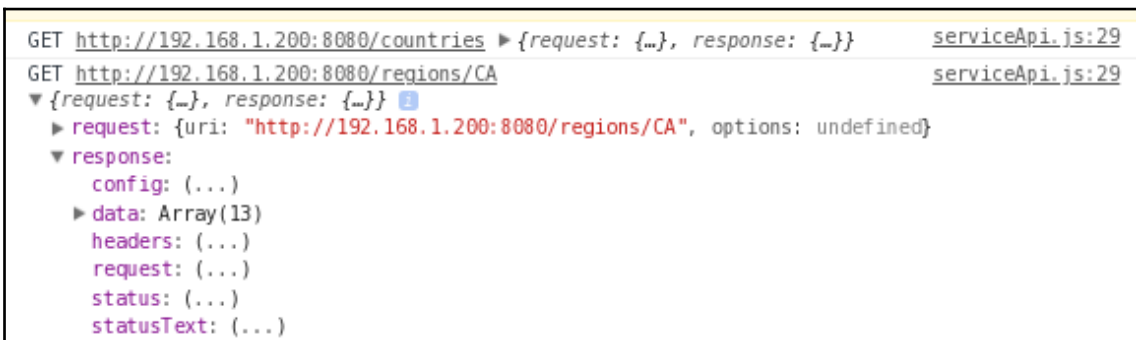 GET http://192.168.1.200:8080/countries ▶ {request: {…}, response: {…}} serviceApi.js:29
GET http://192.168.1.200:8080/regions/CA serviceApi.js:29
▼ {request: {…}, response: {…}} i
▶ request: {uri: "http://192.168.1.200:8080/regions/CA", options: undefined}
▼ response:
config: (...)
▶ data: Array(13)
headers: (...)
request: (...)
status: (...)
statusText: (...)